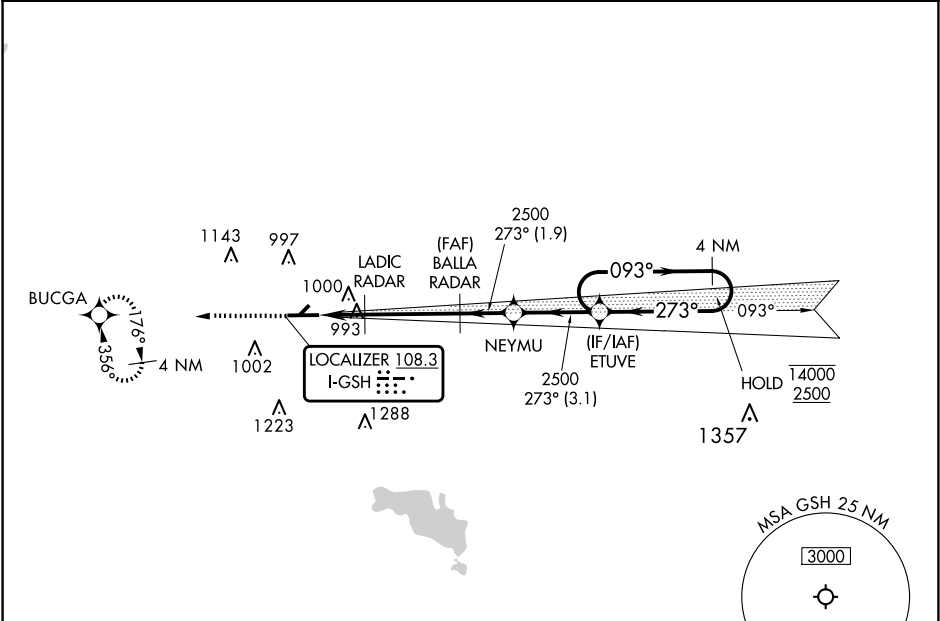 2500
273° (1.9)
1143
997
(FAF)
BALLA
RADAR
4 NM
LADIC
RADAR
093°
1000
BUCGA
273°
093°
176°
993
NEYMU
(IF/IAF)
ETUVE
356°
4 NM
1002
LOCALIZER 108.3
I-GSH
2500
273° (3.1)
HOLD
14000
2500
1223
1288
1357
MSA GSH 25 NM
3000